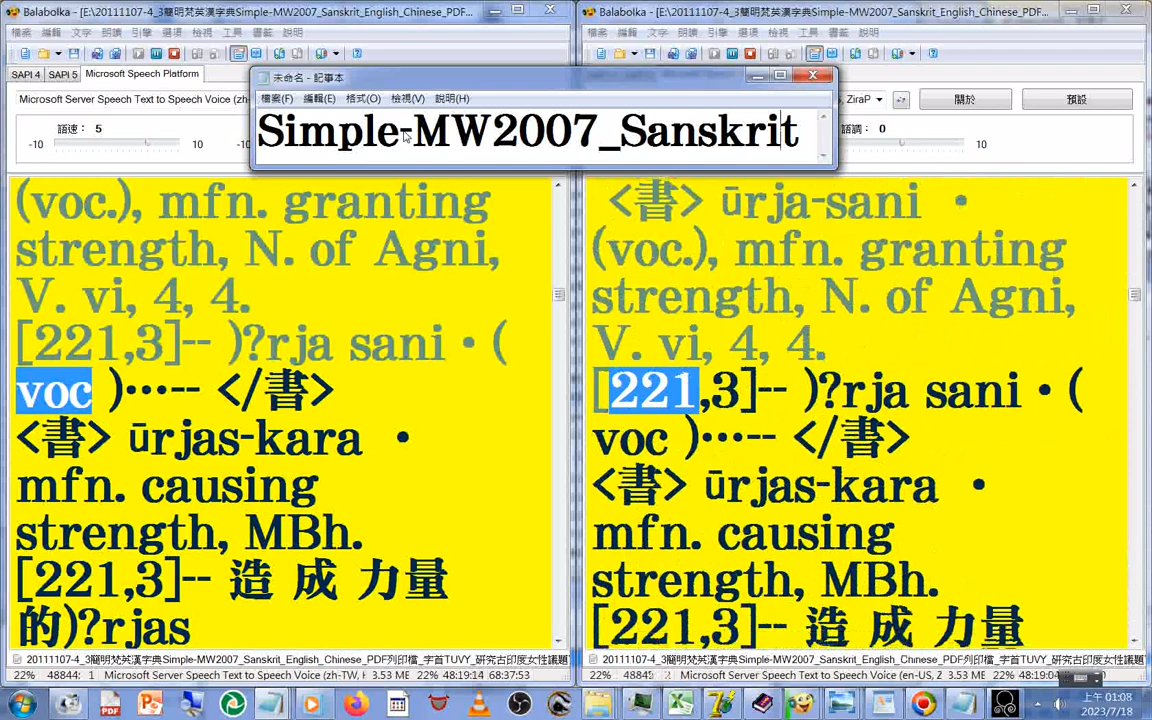 Balabolka - [E:\20111107-4_3簡明梵英漢字典Simple-MW2007_Sanskrit_English_Chinese_PDF...
檔案 編輯 文字 朗讀 引擎 選項 檢視 工具 書籤 說明
SAPI 4 SAPI 5 Microsoft Speech Platform
Microsoft Server Speech Text to Speech Voice (zh-
語速: 5
-10 10 -10
(voc.), mfn. granting
strength, N. of Agni,
V. vi, 4, 4.
[221,3]-- )?rja sani • (
voc )…-- </書>
<書> ūrjas-kara •
mfn. causing
strength, MBh.
[221,3]-- 造 成 力量
的)?rjas
20111107-4_3簡明梵英漢字典Simple-MW2007_Sanskrit_English_Chinese_PDF列印檔_字首TUVY_研究古印度女性議題
22% 48844: 1 Microsoft Server Speech Text to Speech Voice (zh-TW, H 3.53 ME 22% 68:37:53
未命名 - 記事本
檔案(F) 編輯(E) 格式(O) 檢視(V) 說明(H)
Simple-MW2007_Sanskrit
Balabolka - [E:\20111107-4_3簡明梵英漢字典Simple-MW2007_Sanskrit_English_Chinese_PDF...
檔案 編輯 文字 朗讀 引擎 選項 檢視 工具 書籤 說明
, ZiraP 關於 預設
語調: 0
10
<書> ūrja-sani •
(voc.), mfn. granting
strength, N. of Agni,
V. vi, 4, 4.
[221,3]-- )?rja sani • (
voc )…-- </書>
<書> ūrjas-kara •
mfn. causing
strength, MBh.
[221,3]-- 造 成 力量
20111107-4_3簡明梵英漢字典Simple-MW2007_Sanskrit_English_Chinese_PDF列印檔_字首TUVY_研究古印度女性議題
22% Microsoft Server Speech Text to Speech Voice (en-US, Z 3.53 ME 22% 48:19:04
上午 01:08
2023/7/18